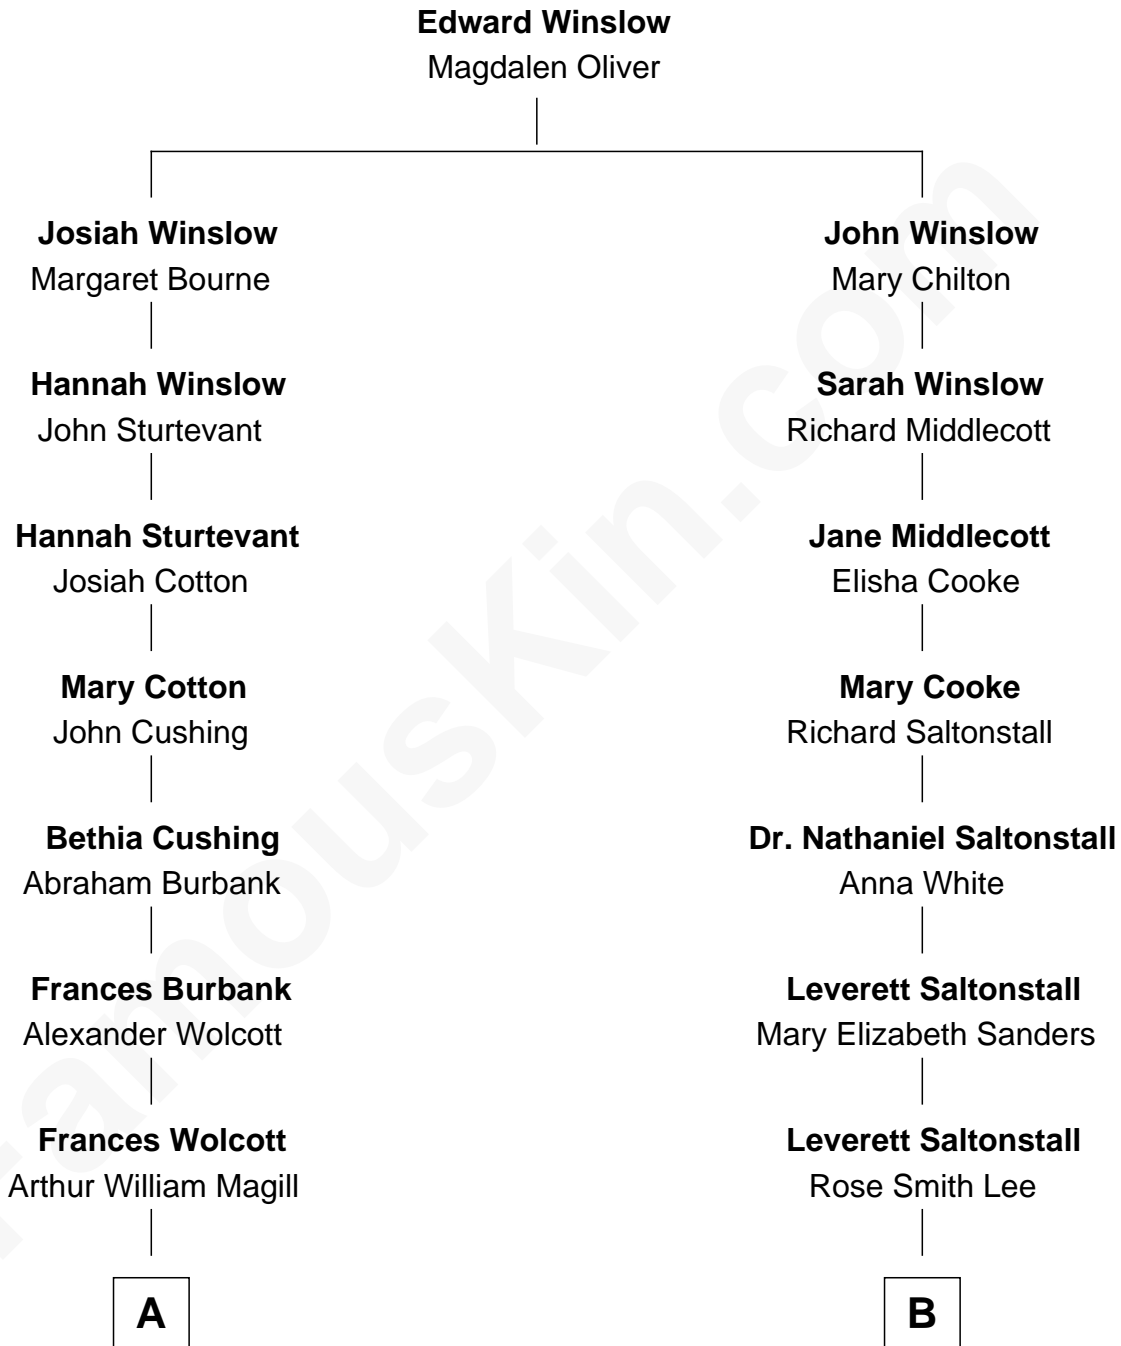 Edward Winslow
Magdalen Oliver
Josiah Winslow
Margaret Bourne
John Winslow
Mary Chilton
Hannah Winslow
John Sturtevant
Sarah Winslow
Richard Middlecott
Hannah Sturtevant
Josiah Cotton
Jane Middlecott
Elisha Cooke
Mary Cotton
John Cushing
Mary Cooke
Richard Saltonstall
Bethia Cushing
Abraham Burbank
Dr. Nathaniel Saltonstall
Anna White
Frances Burbank
Alexander Wolcott
Leverett Saltonstall
Mary Elizabeth Sanders
Frances Wolcott
Arthur William Magill
Leverett Saltonstall
Rose Smith Lee
A
B
FamousKin.com